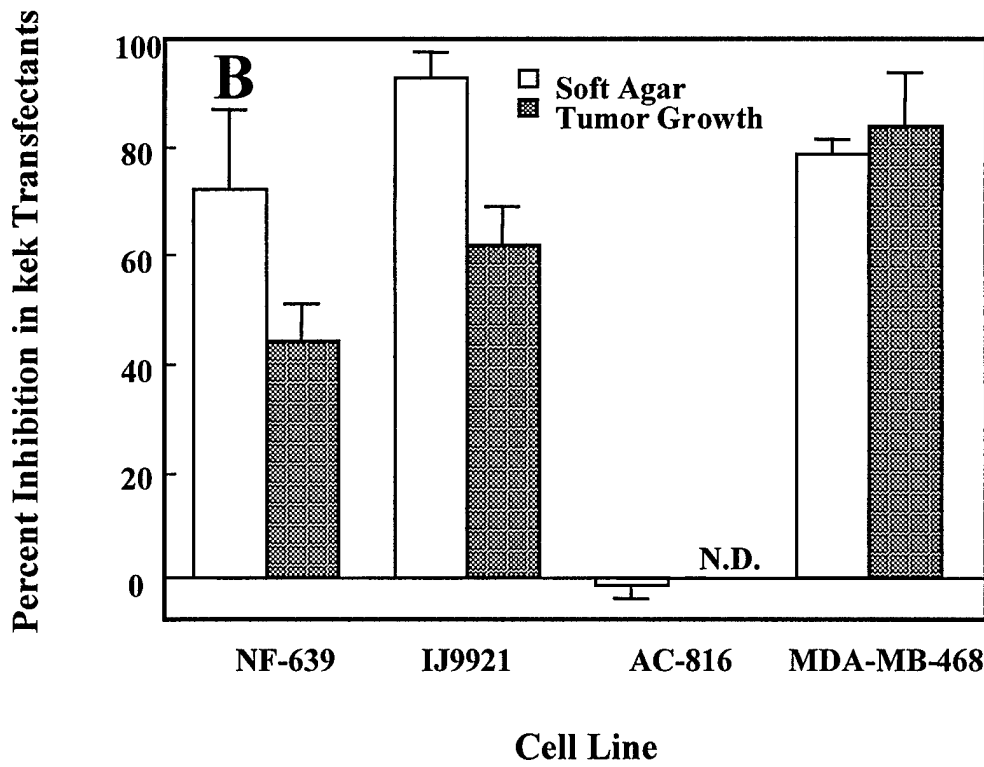 Percent Inhibition in kek Transfectants
B
Soft Agar
Tumor Growth
100
80
60
40
20
0
N.D.
NF-639
IJ9921
AC-816
MDA-MB-468
Cell Line